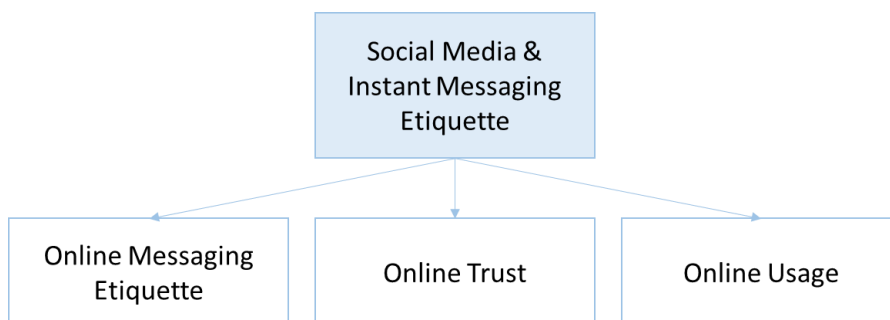 Social Media &
Instant Messaging
Etiquette
Online Messaging
Etiquette
Online Trust
Online Usage